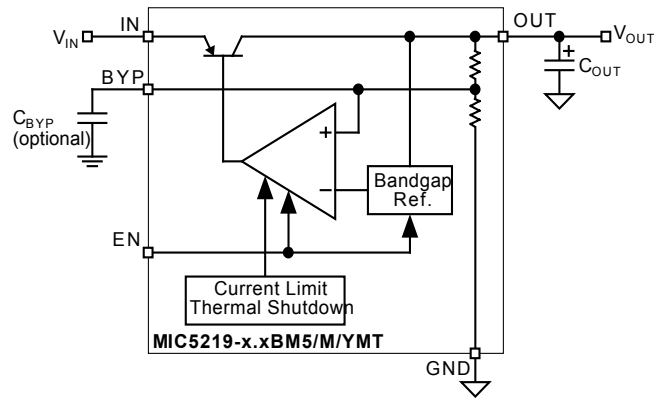 IN
OUT
VIN
VOUT
BYP
+
COUT
CBYP
(optional)
+
–
Bandgap
Ref.
EN
Current Limit
Thermal Shutdown
MIC5219-x.xBM5/M/YMT
GND